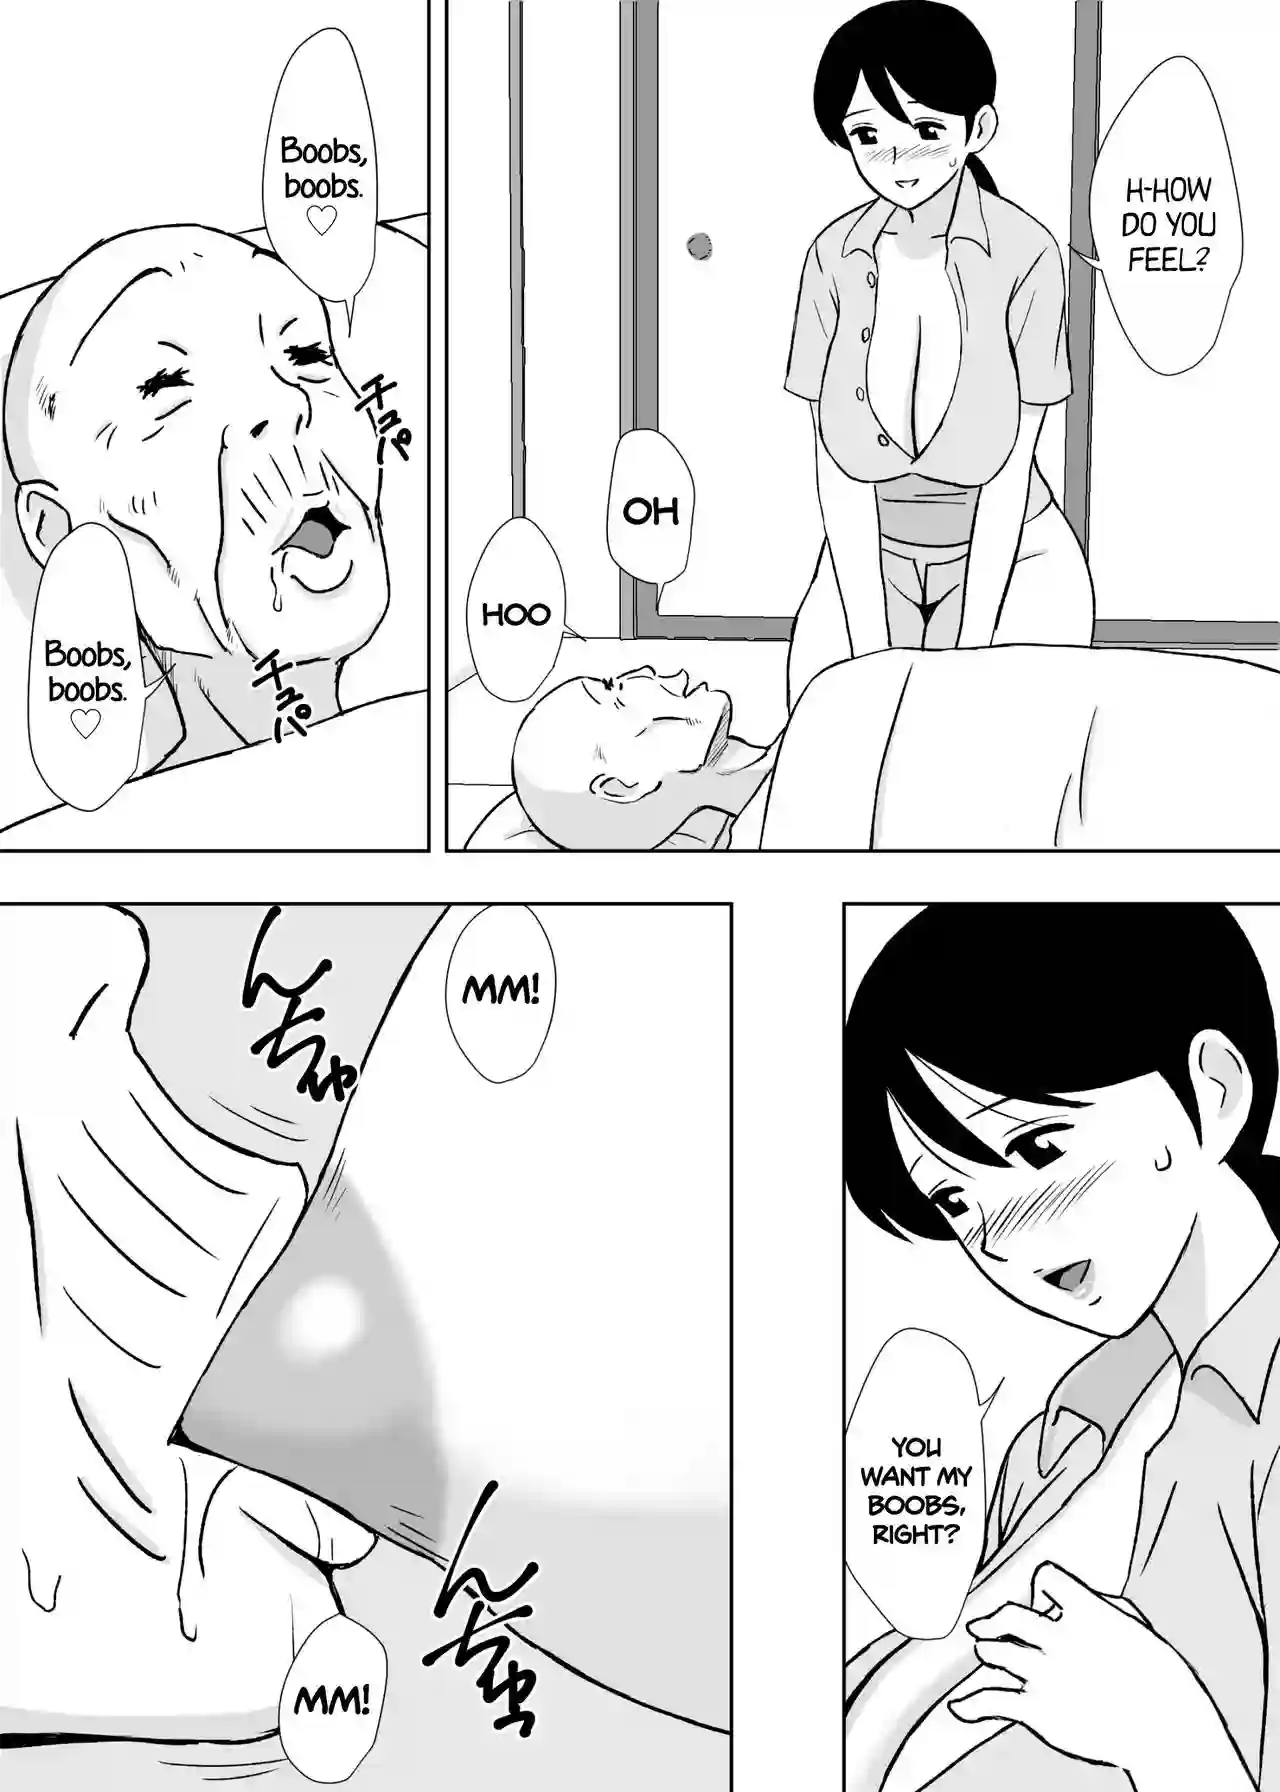 H-HOW
DO YOU
FEEL?
OH
HOO
Boobs,
boobs.
♡
チュパ
Boobs,
boobs.
♡
チュパ
YOU
WANT MY
BOOBS,
RIGHT?
MM!
んちゅ
んちゅ
MM!